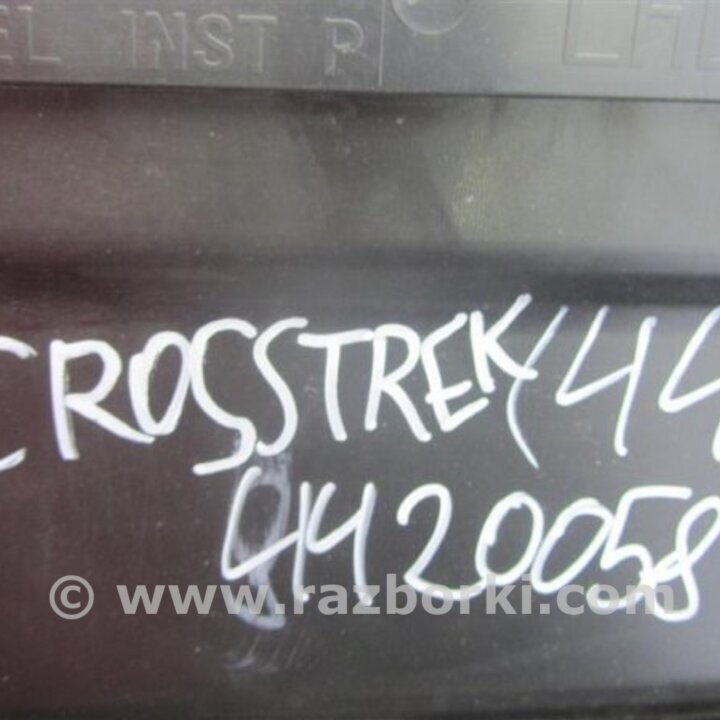 EL INST P
CROSSTREK (44
4420058
© www.razborki.com